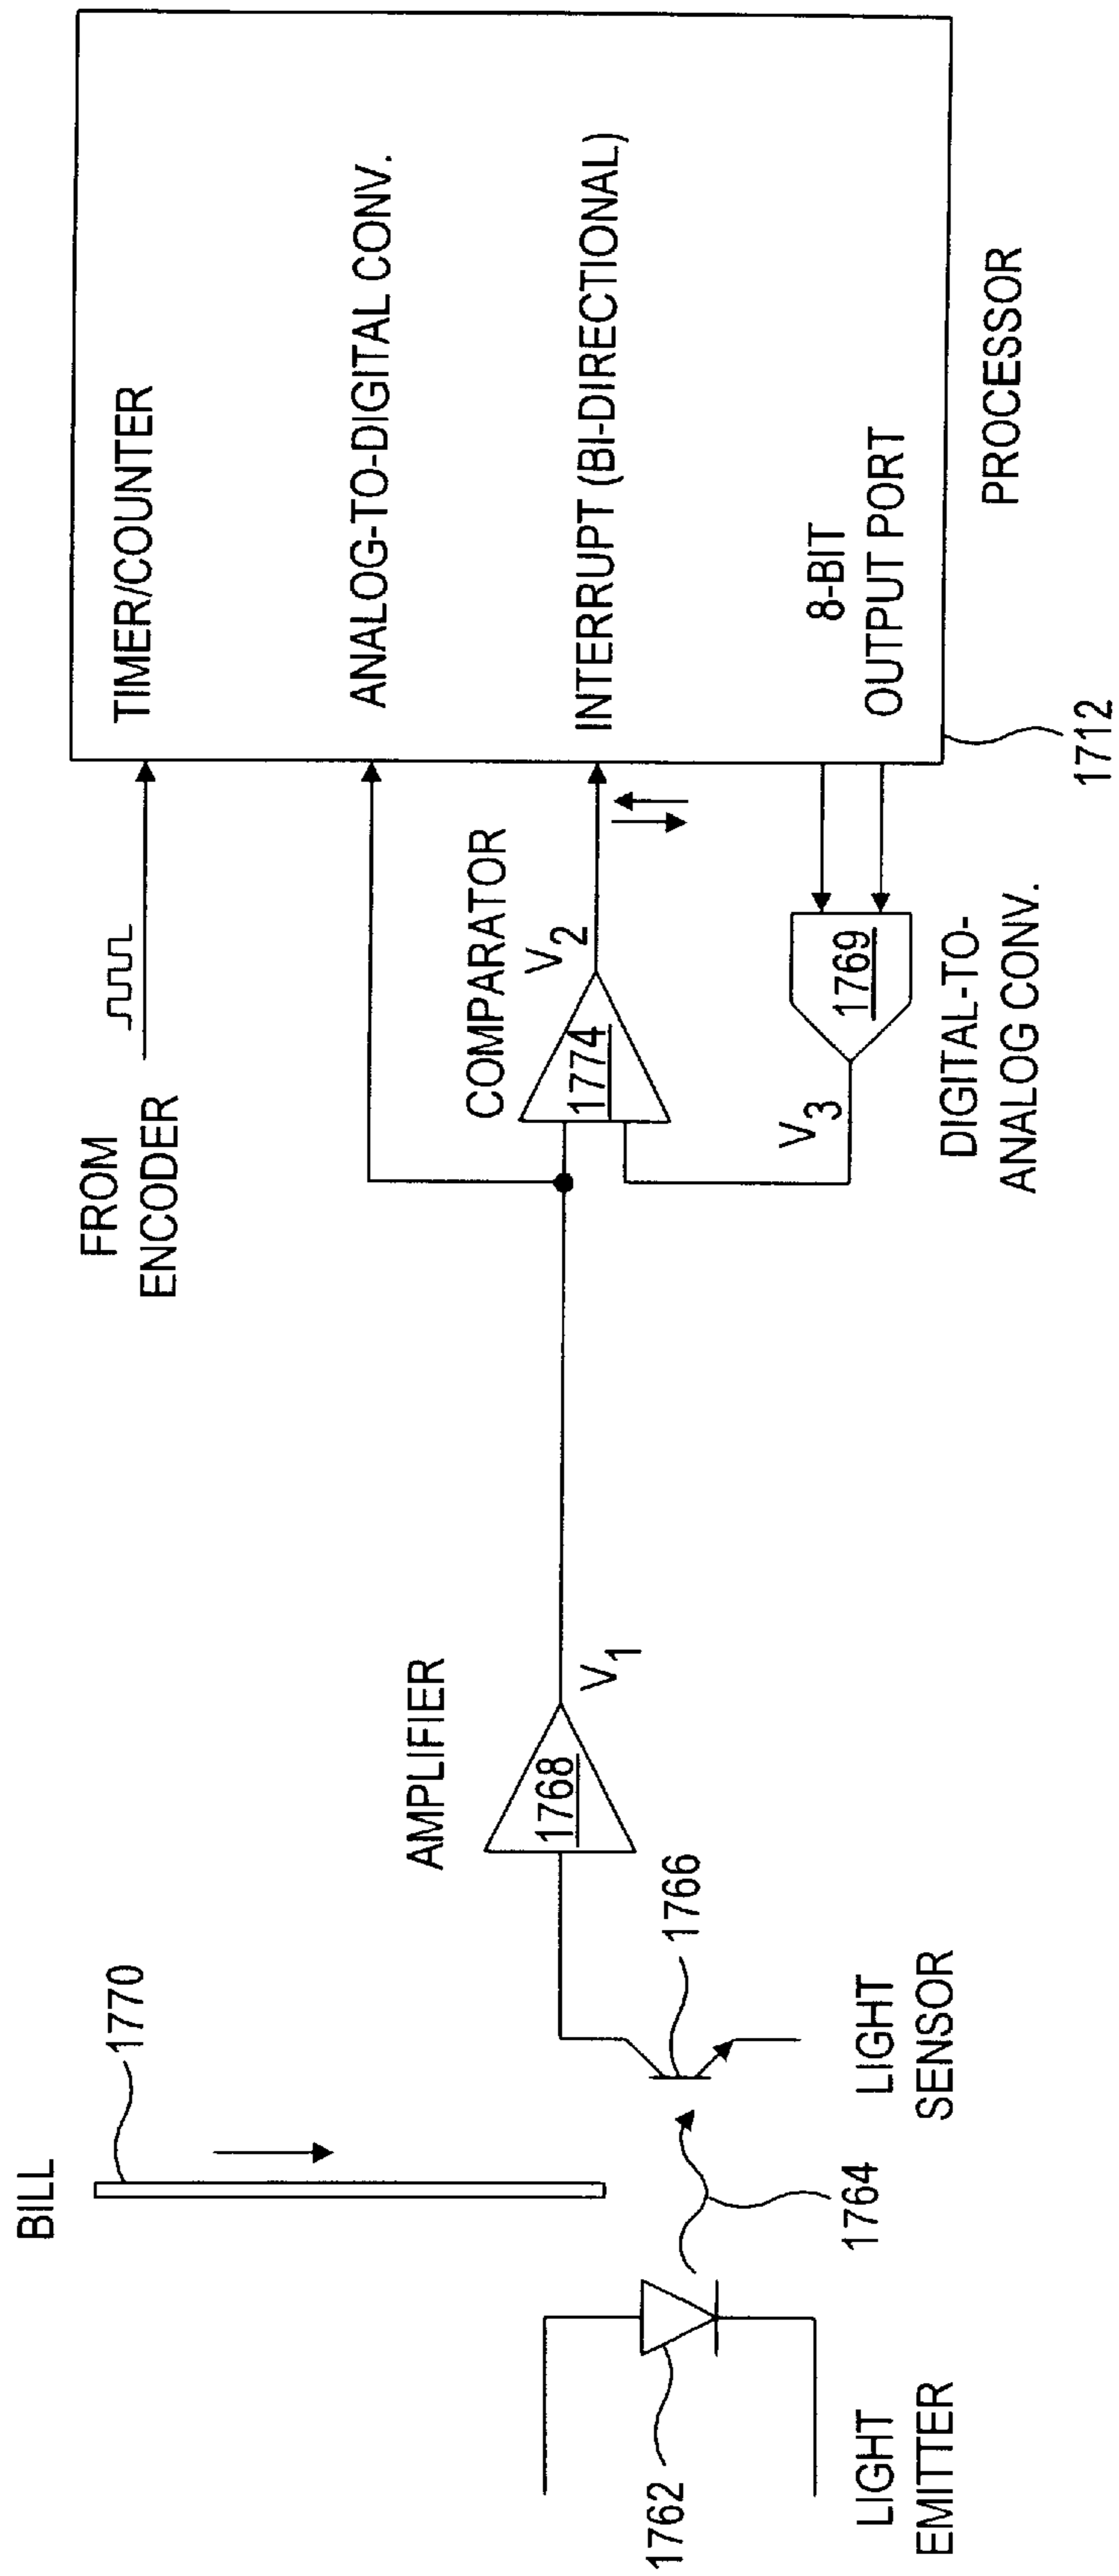 BILL
1770
LIGHT
EMITTER
1762
1764
LIGHT
SENSOR
1766
AMPLIFIER
1768
V1
FROM
ENCODER
COMPARATOR
1774
V2
V3
1769
DIGITAL-TO-
ANALOG CONV.
TIMER/COUNTER
ANALOG-TO-DIGITAL CONV.
INTERRUPT (BI-DIRECTIONAL)
8-BIT
OUTPUT PORT
PROCESSOR
1712